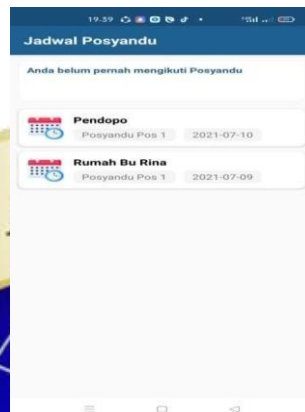 19.39
Jadwal Posyandu
Anda belum pernah mengikuti Posyandu
Pendopo
Posyandu Pos 1 2021-07-10
Rumah Bu Rina
Posyandu Pos 1 2021-07-09